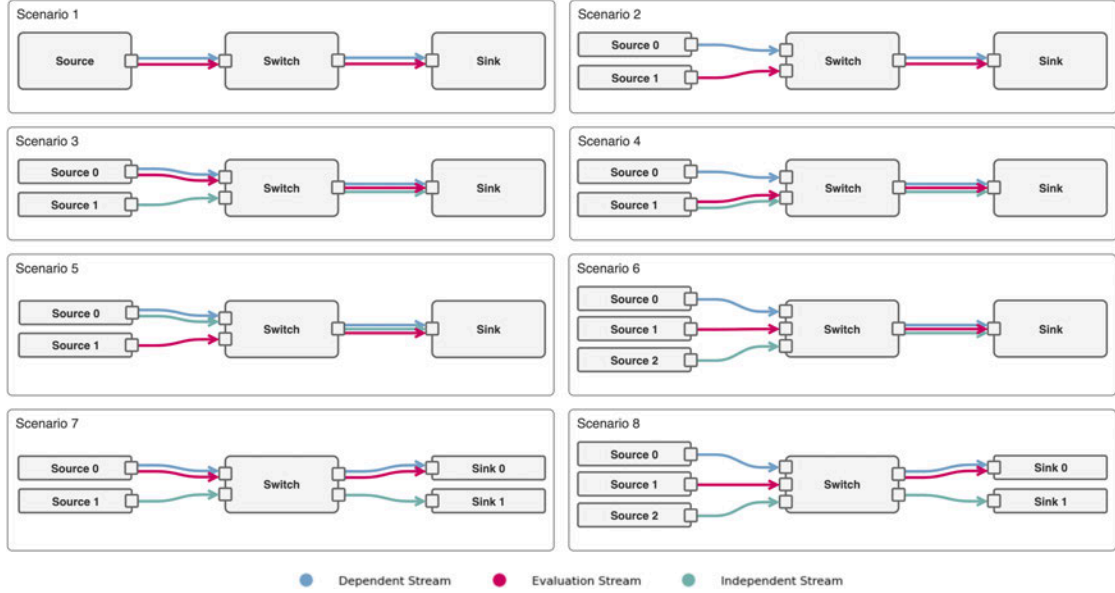 Scenario 1
Source
Switch
Sink
Scenario 2
Source 0
Source 1
Switch
Sink
Scenario 3
Source 0
Source 1
Switch
Sink
Scenario 4
Source 0
Source 1
Switch
Sink
Scenario 5
Source 0
Source 1
Switch
Sink
Scenario 6
Source 0
Source 1
Source 2
Switch
Sink
Scenario 7
Source 0
Source 1
Switch
Sink 0
Sink 1
Scenario 8
Source 0
Source 1
Source 2
Switch
Sink 0
Sink 1
Dependent Stream
Evaluation Stream
Independent Stream